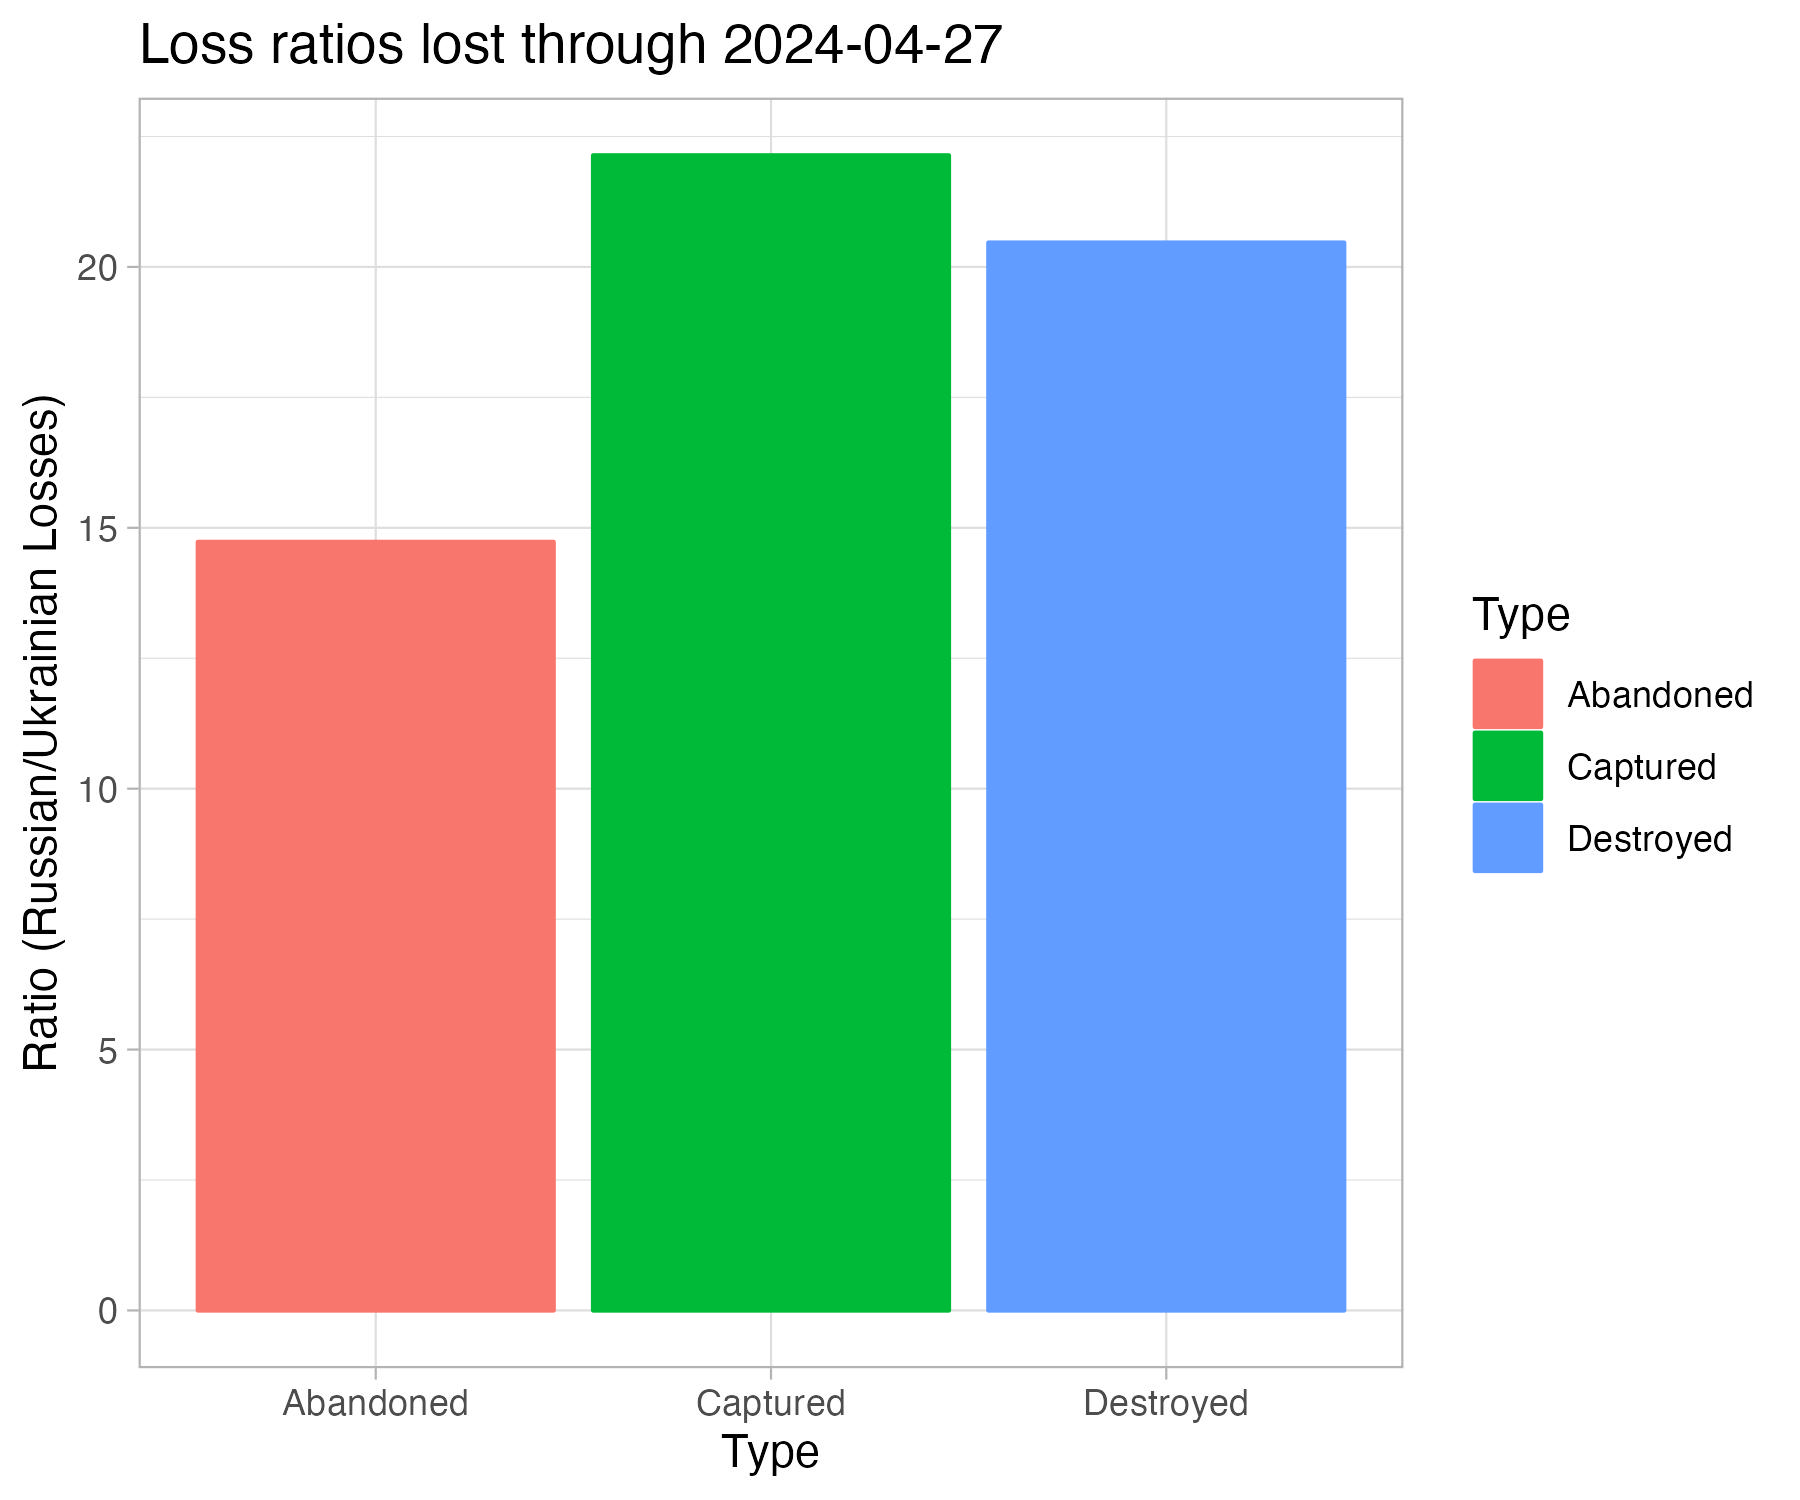 Loss ratios lost through 2024-04-27
Ratio (Russian/Ukrainian Losses)
20
15
10
5
0
Abandoned
Captured
Destroyed
Type
Type
Abandoned
Captured
Destroyed